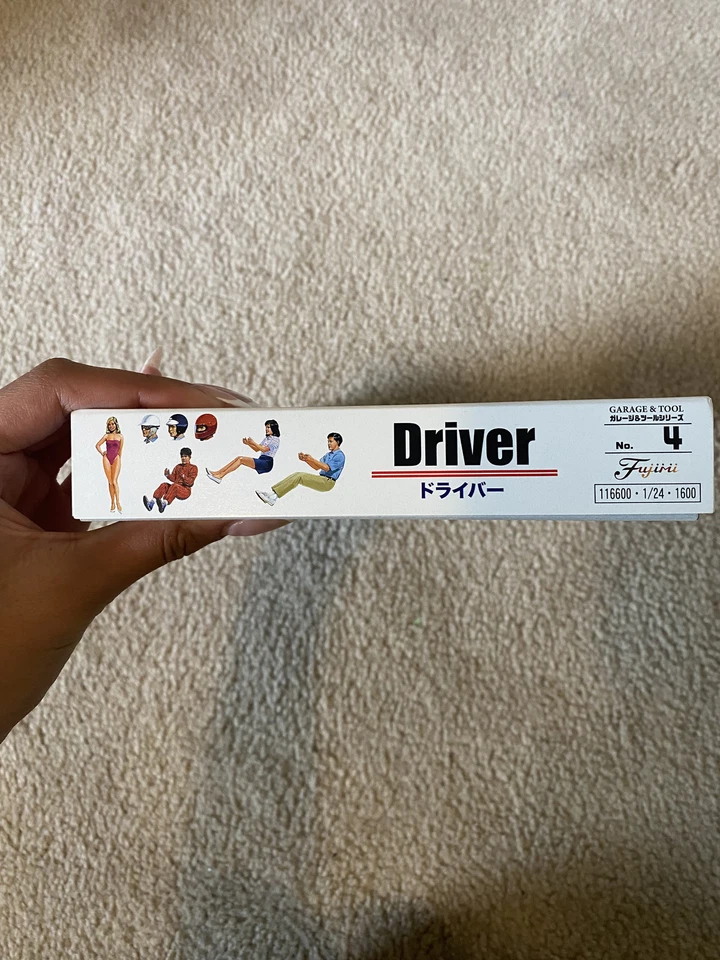 Driver
ドライバー
GARAGE & TOOL
ガレージ&ツールシリーズ
No. 4
Fujimi
116600・1/24・1600